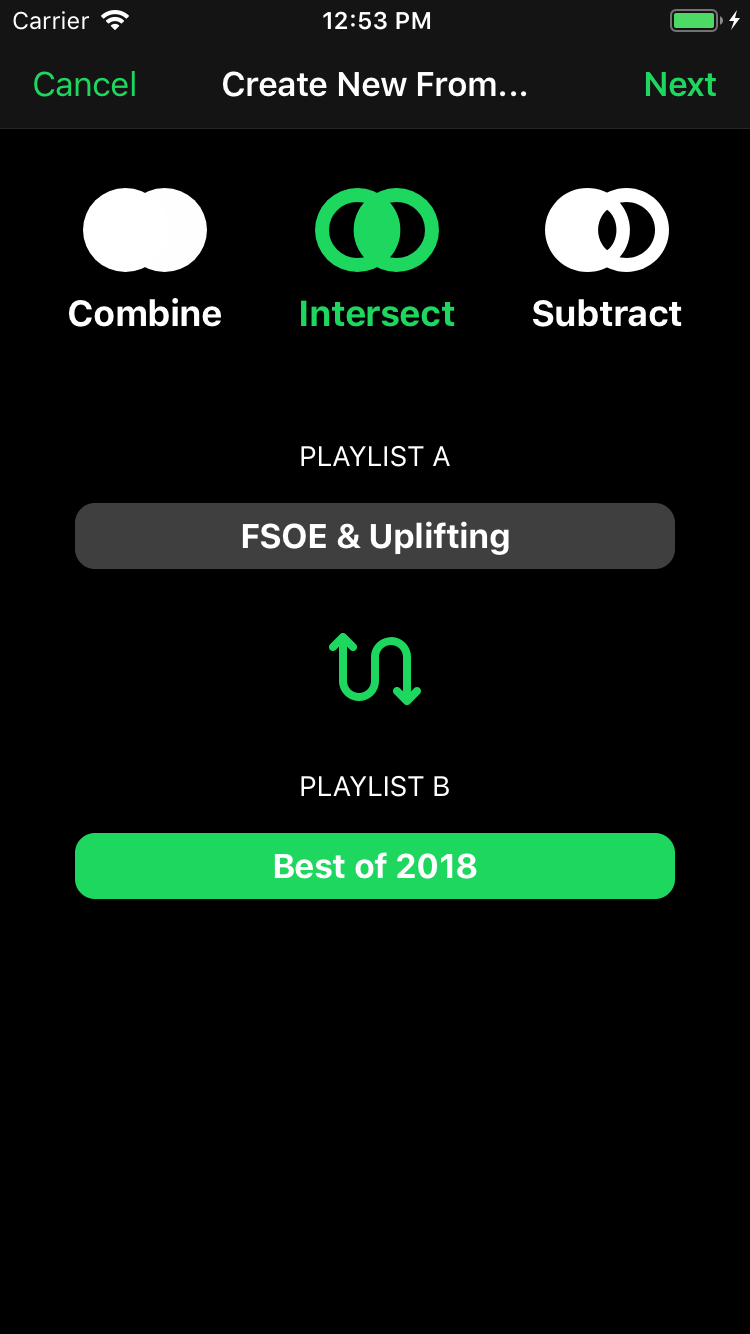 Carrier 12:53 PM
Cancel Create New From... Next
Combine Intersect Subtract
PLAYLIST A
FSOE & Uplifting
PLAYLIST B
Best of 2018